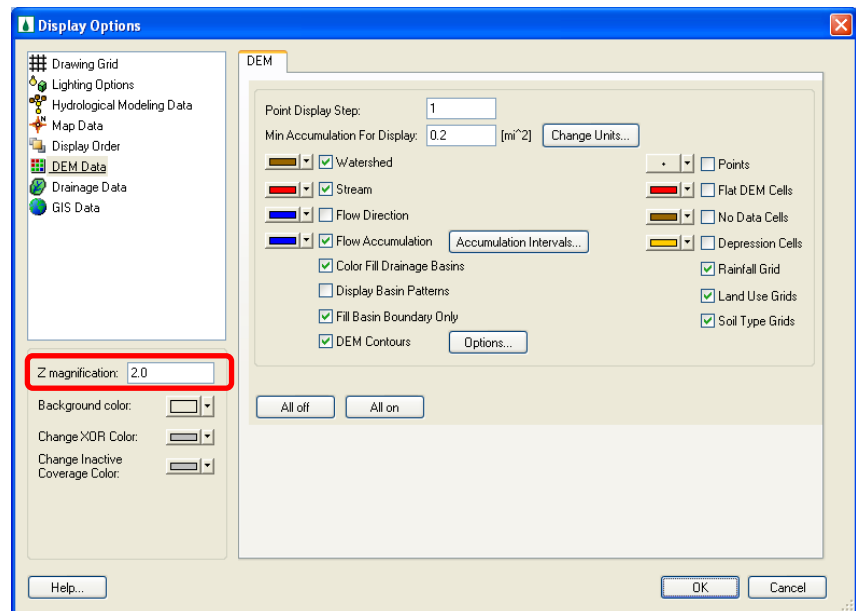 Display Options
Drawing Grid
Lighting Options
Hydrological Modeling Data
Map Data
Display Order
DEM Data
Drainage Data
GIS Data
Z magnification: 2.0
Background color:
Change XOR Color:
Change Inactive
Coverage Color:
DEM
Point Display Step: 1
Min Accumulation For Display: 0.2 [mi^2] Change Units...
Watershed
Stream
Flow Direction
Flow Accumulation Accumulation Intervals...
Color Fill Drainage Basins
Display Basin Patterns
Fill Basin Boundary Only
DEM Contours Options...
Points
Flat DEM Cells
No Data Cells
Depression Cells
Rainfall Grid
Land Use Grids
Soil Type Grids
All off All on
Help... OK Cancel